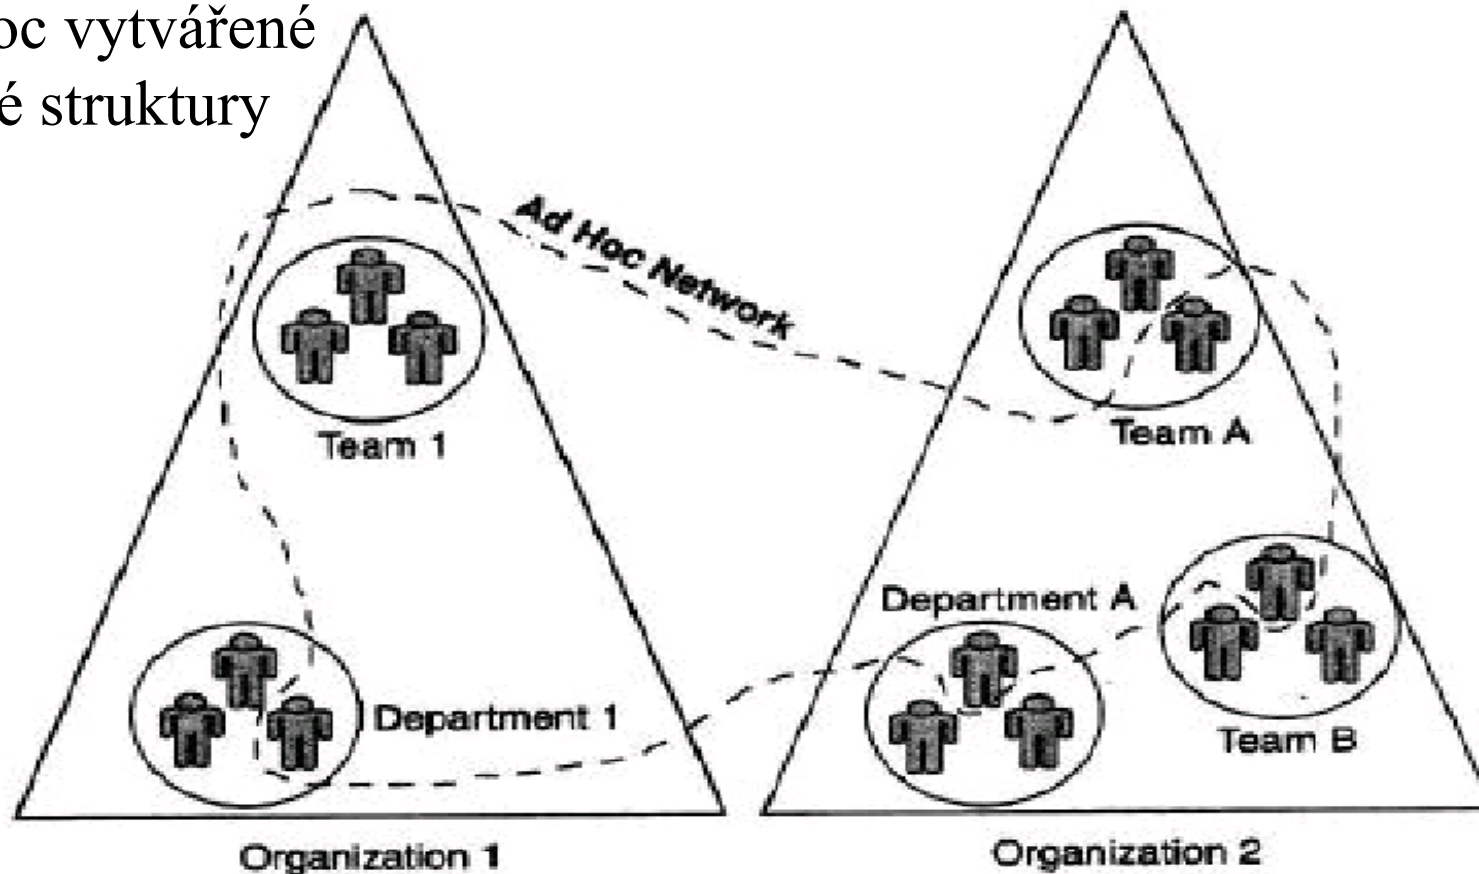 oc vytvářené
é struktury
Ad Hoc Network
Team 1
Team A
Department A
Department 1
Team B
Organization 1
Organization 2